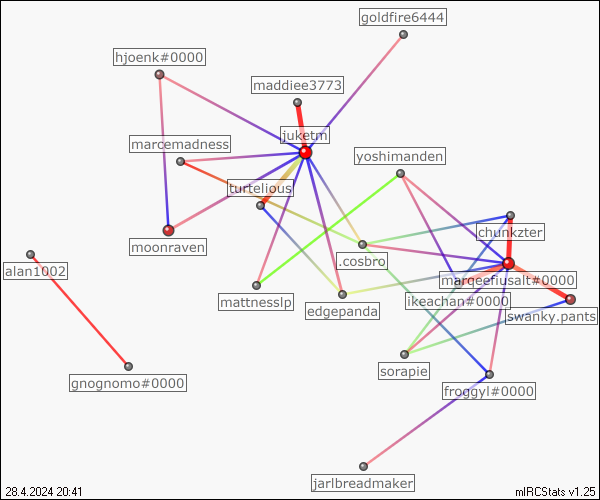 goldfire6444
hjoenk#0000
maddiee3773
juketm
marcemadness
yoshimanden
turtelious
chunkzter
moonraven
.cosbro
alan1002
marqeefiusalt#0000
mattnesslp
ikeachan#0000
edgepanda
swanky.pants
gnognomo#0000
sorapie
froggyl#0000
jarlbreadmaker
28.4.2024 20:41
mIRCStats v1.25